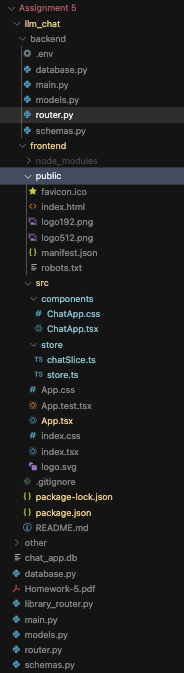 Assignment 5
llm_chat
backend
.env
database.py
main.py
models.py
router.py
schemas.py
frontend
node_modules
public
favicon.ico
index.html
logo192.png
logo512.png
manifest.json
robots.txt
src
components
ChatApp.css
ChatApp.tsx
store
TS chatSlice.ts
TS store.ts
App.css
App.test.tsx
App.tsx
index.css
index.tsx
logo.svg
.gitignore
package-lock.json
package.json
README.md
other
chat_app.db
database.py
Homework-5.pdf
library_router.py
main.py
models.py
router.py
schemas.py